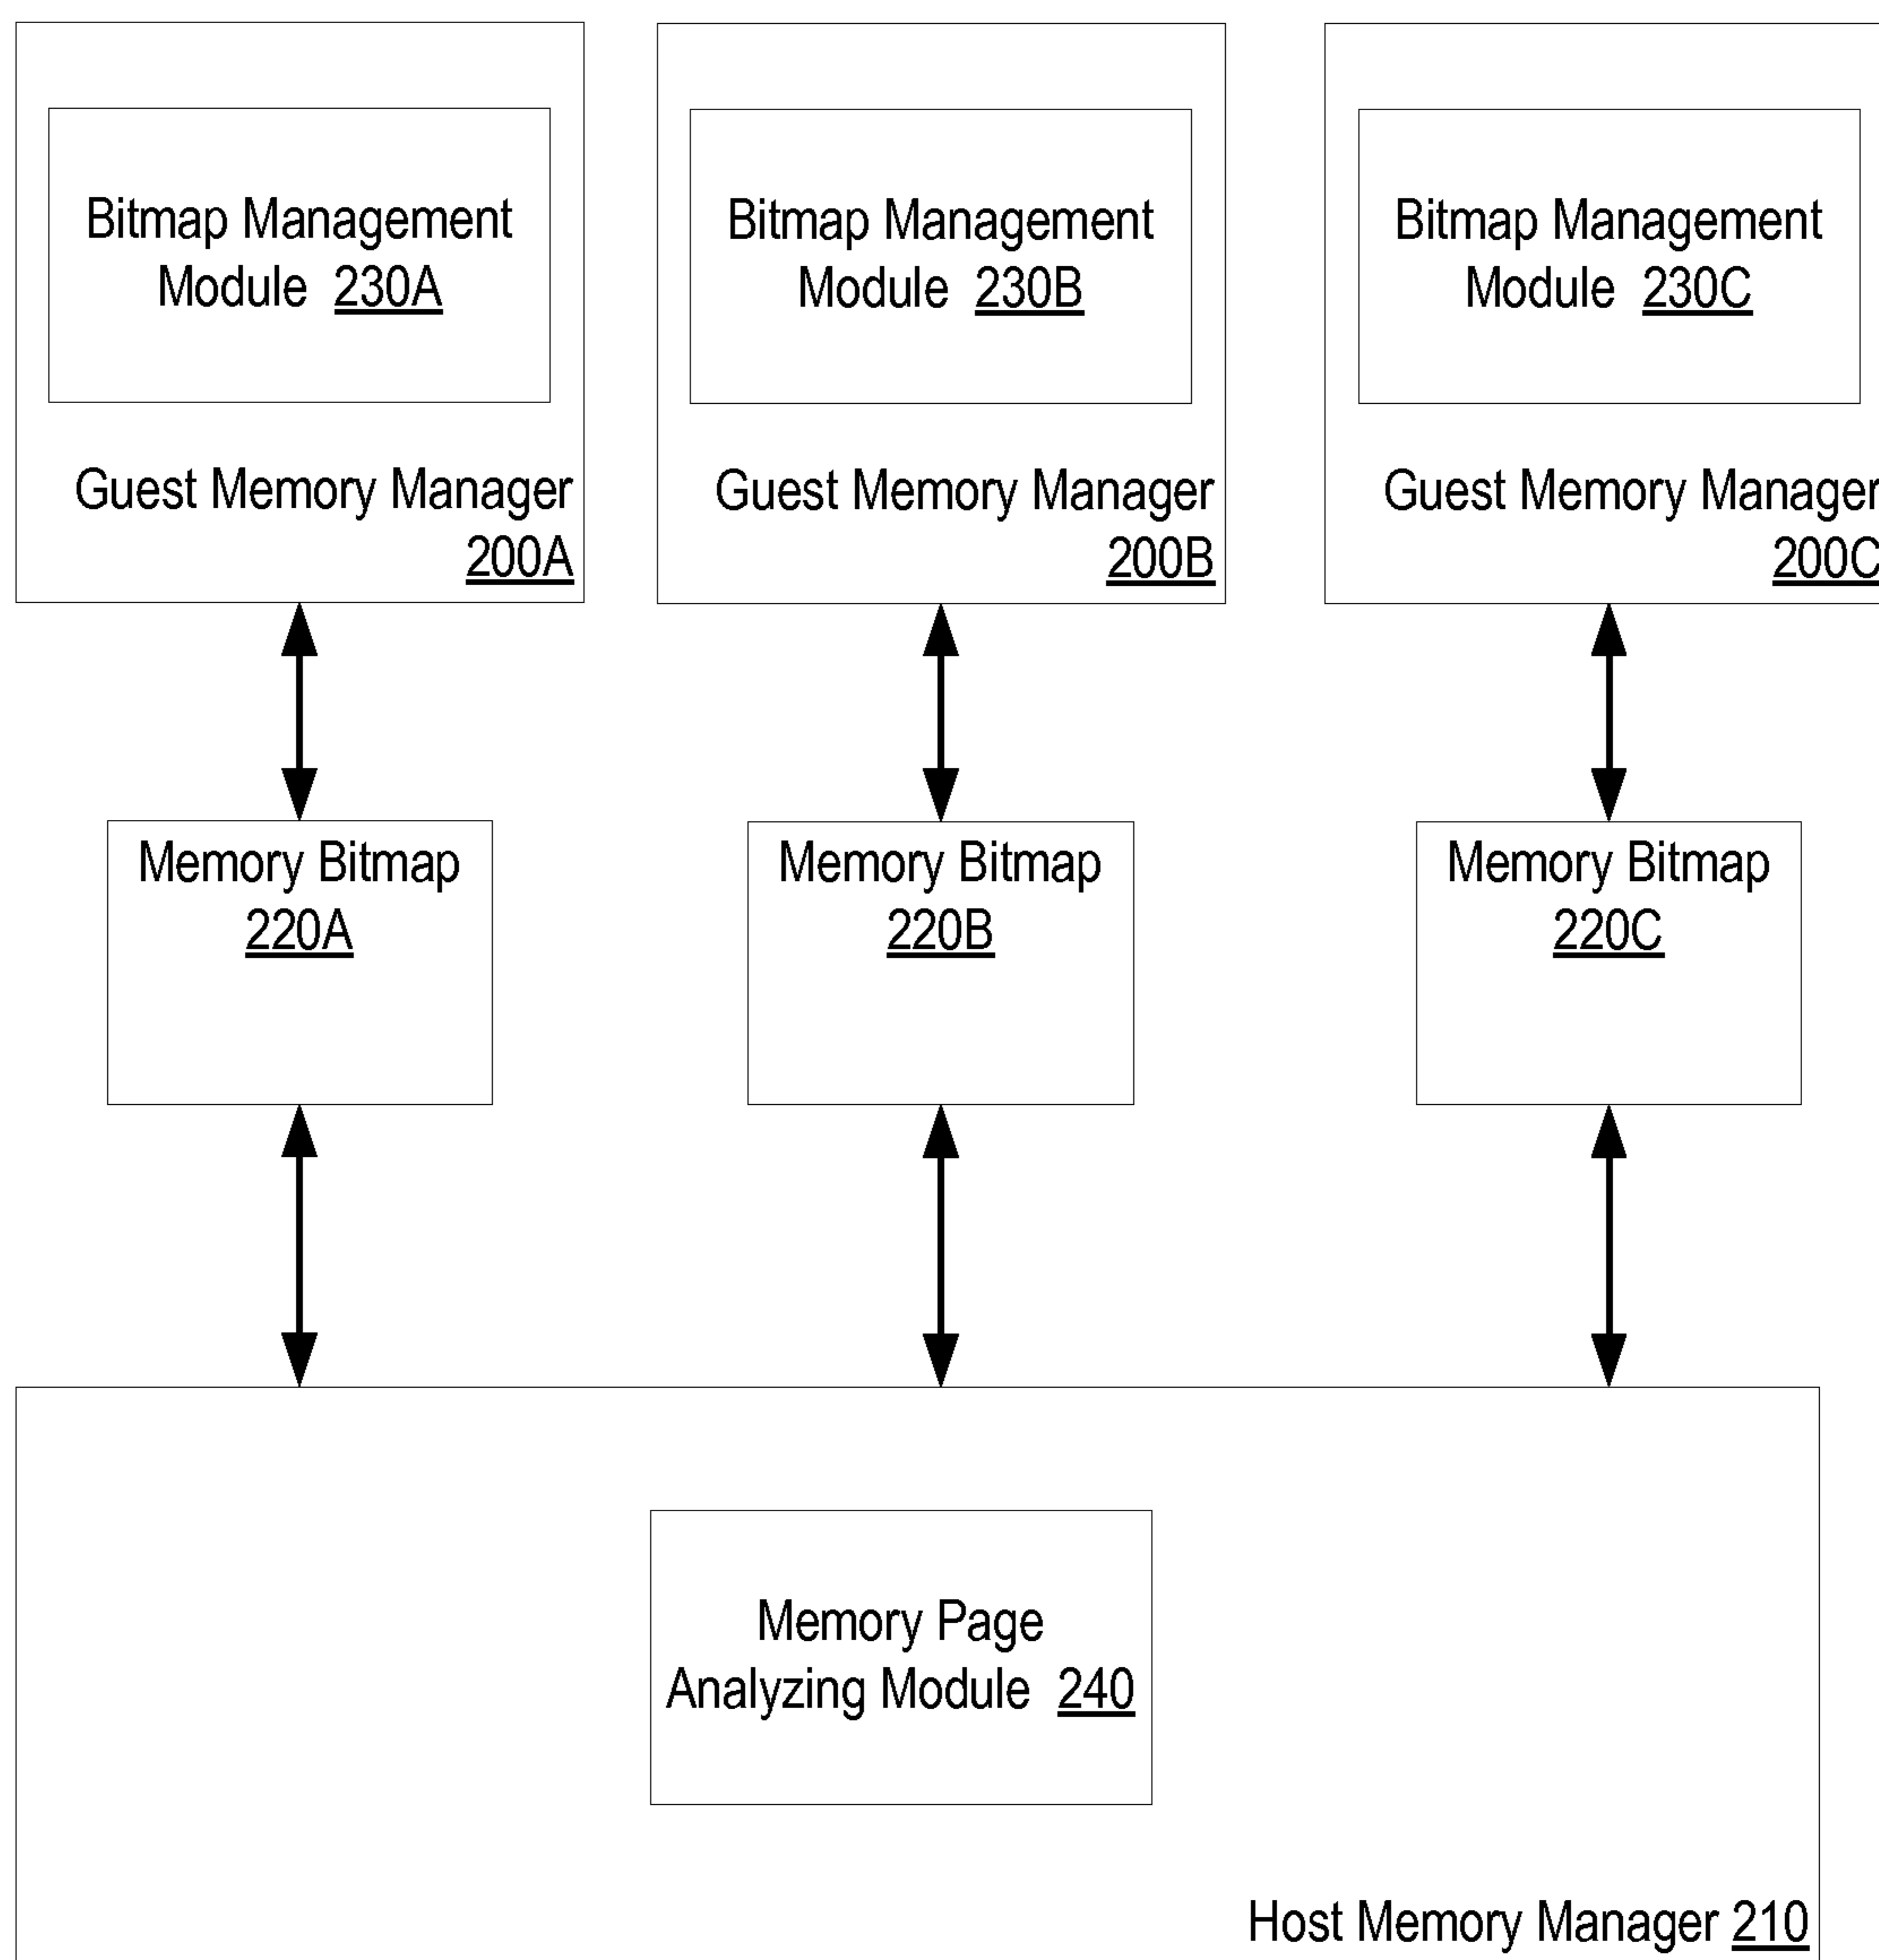 Bitmap Management
Module 230A
Guest Memory Manager
200A
Bitmap Management
Module 230B
Guest Memory Manager
200B
Bitmap Management
Module 230C
Guest Memory Manager
200C
Memory Bitmap
220A
Memory Bitmap
220B
Memory Bitmap
220C
Memory Page
Analyzing Module 240
Host Memory Manager 210